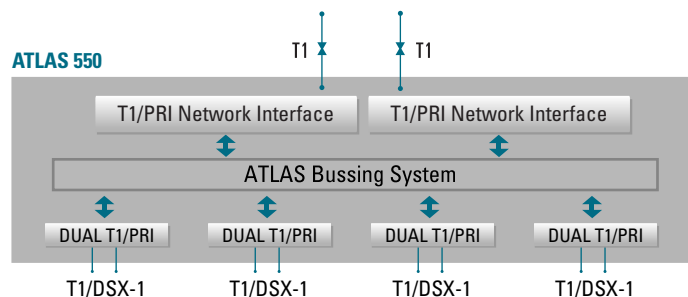 T1 T1
ATLAS 550
T1/PRI Network Interface T1/PRI Network Interface
ATLAS Bussing System
DUAL T1/PRI DUAL T1/PRI DUAL T1/PRI DUAL T1/PRI
T1/DSX-1 T1/DSX-1 T1/DSX-1 T1/DSX-1